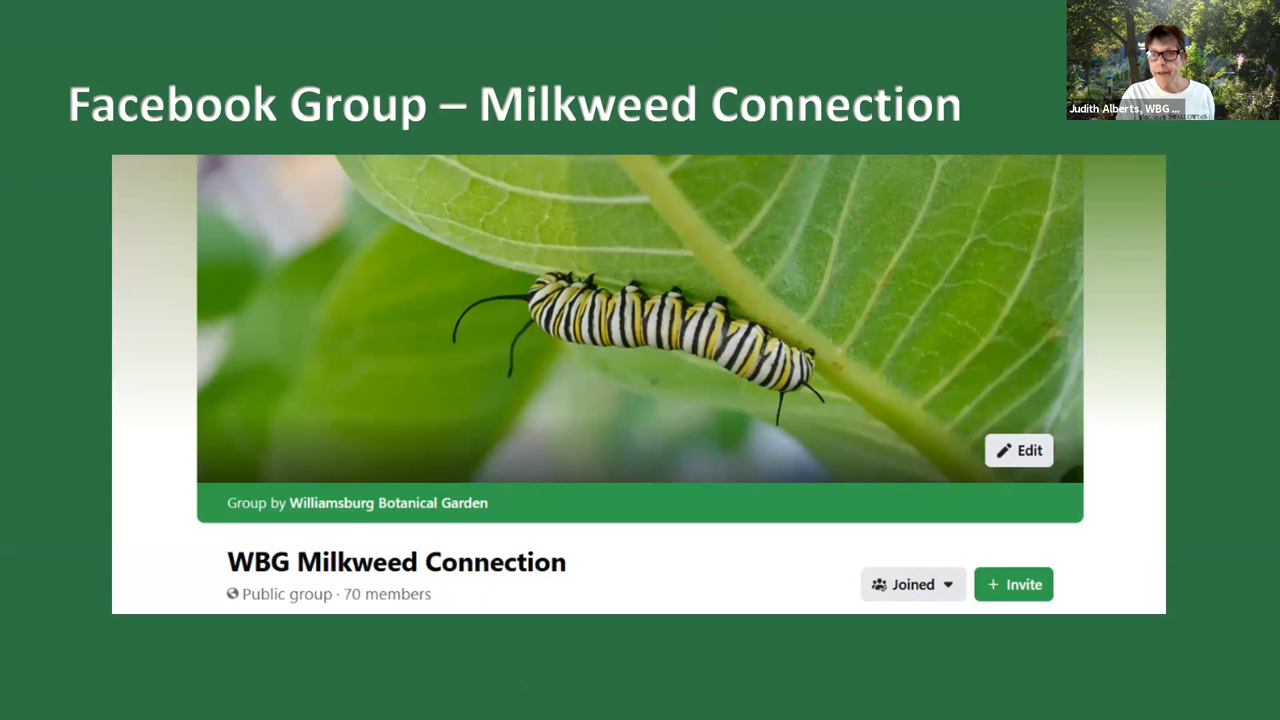 Facebook Group – Milkweed Connection
Judith Alberts, WBG ...
Edit
Group by Williamsburg Botanical Garden
WBG Milkweed Connection
Public group · 70 members
Joined
+ Invite